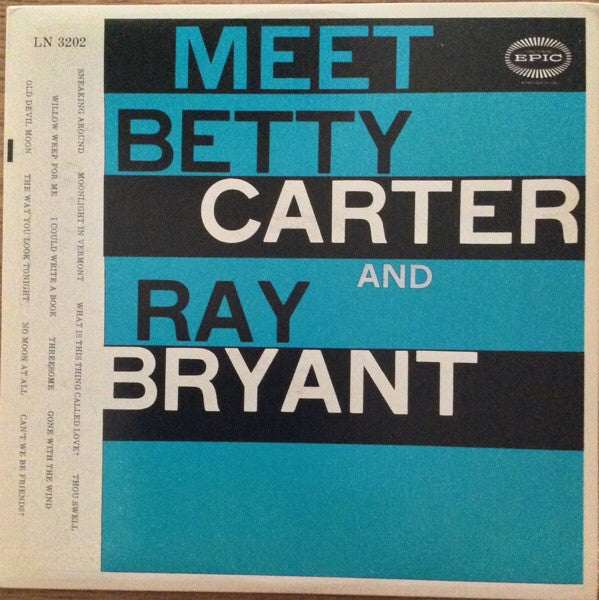 LN 3202
MEET
BETTY
CARTER
AND
RAY
BRYANT
EPIC
SNEAKING AROUND MOONLIGHT IN VERMONT WHAT IS THIS THING CALLED LOVE? THOU SWELL
WILLOW WEEP FOR ME I COULD WRITE A BOOK THREESOME GONE WITH THE WIND
OLD DEVIL MOON THE WAY YOU LOOK TONIGHT NO MOON AT ALL CAN'T WE BE FRIENDS?